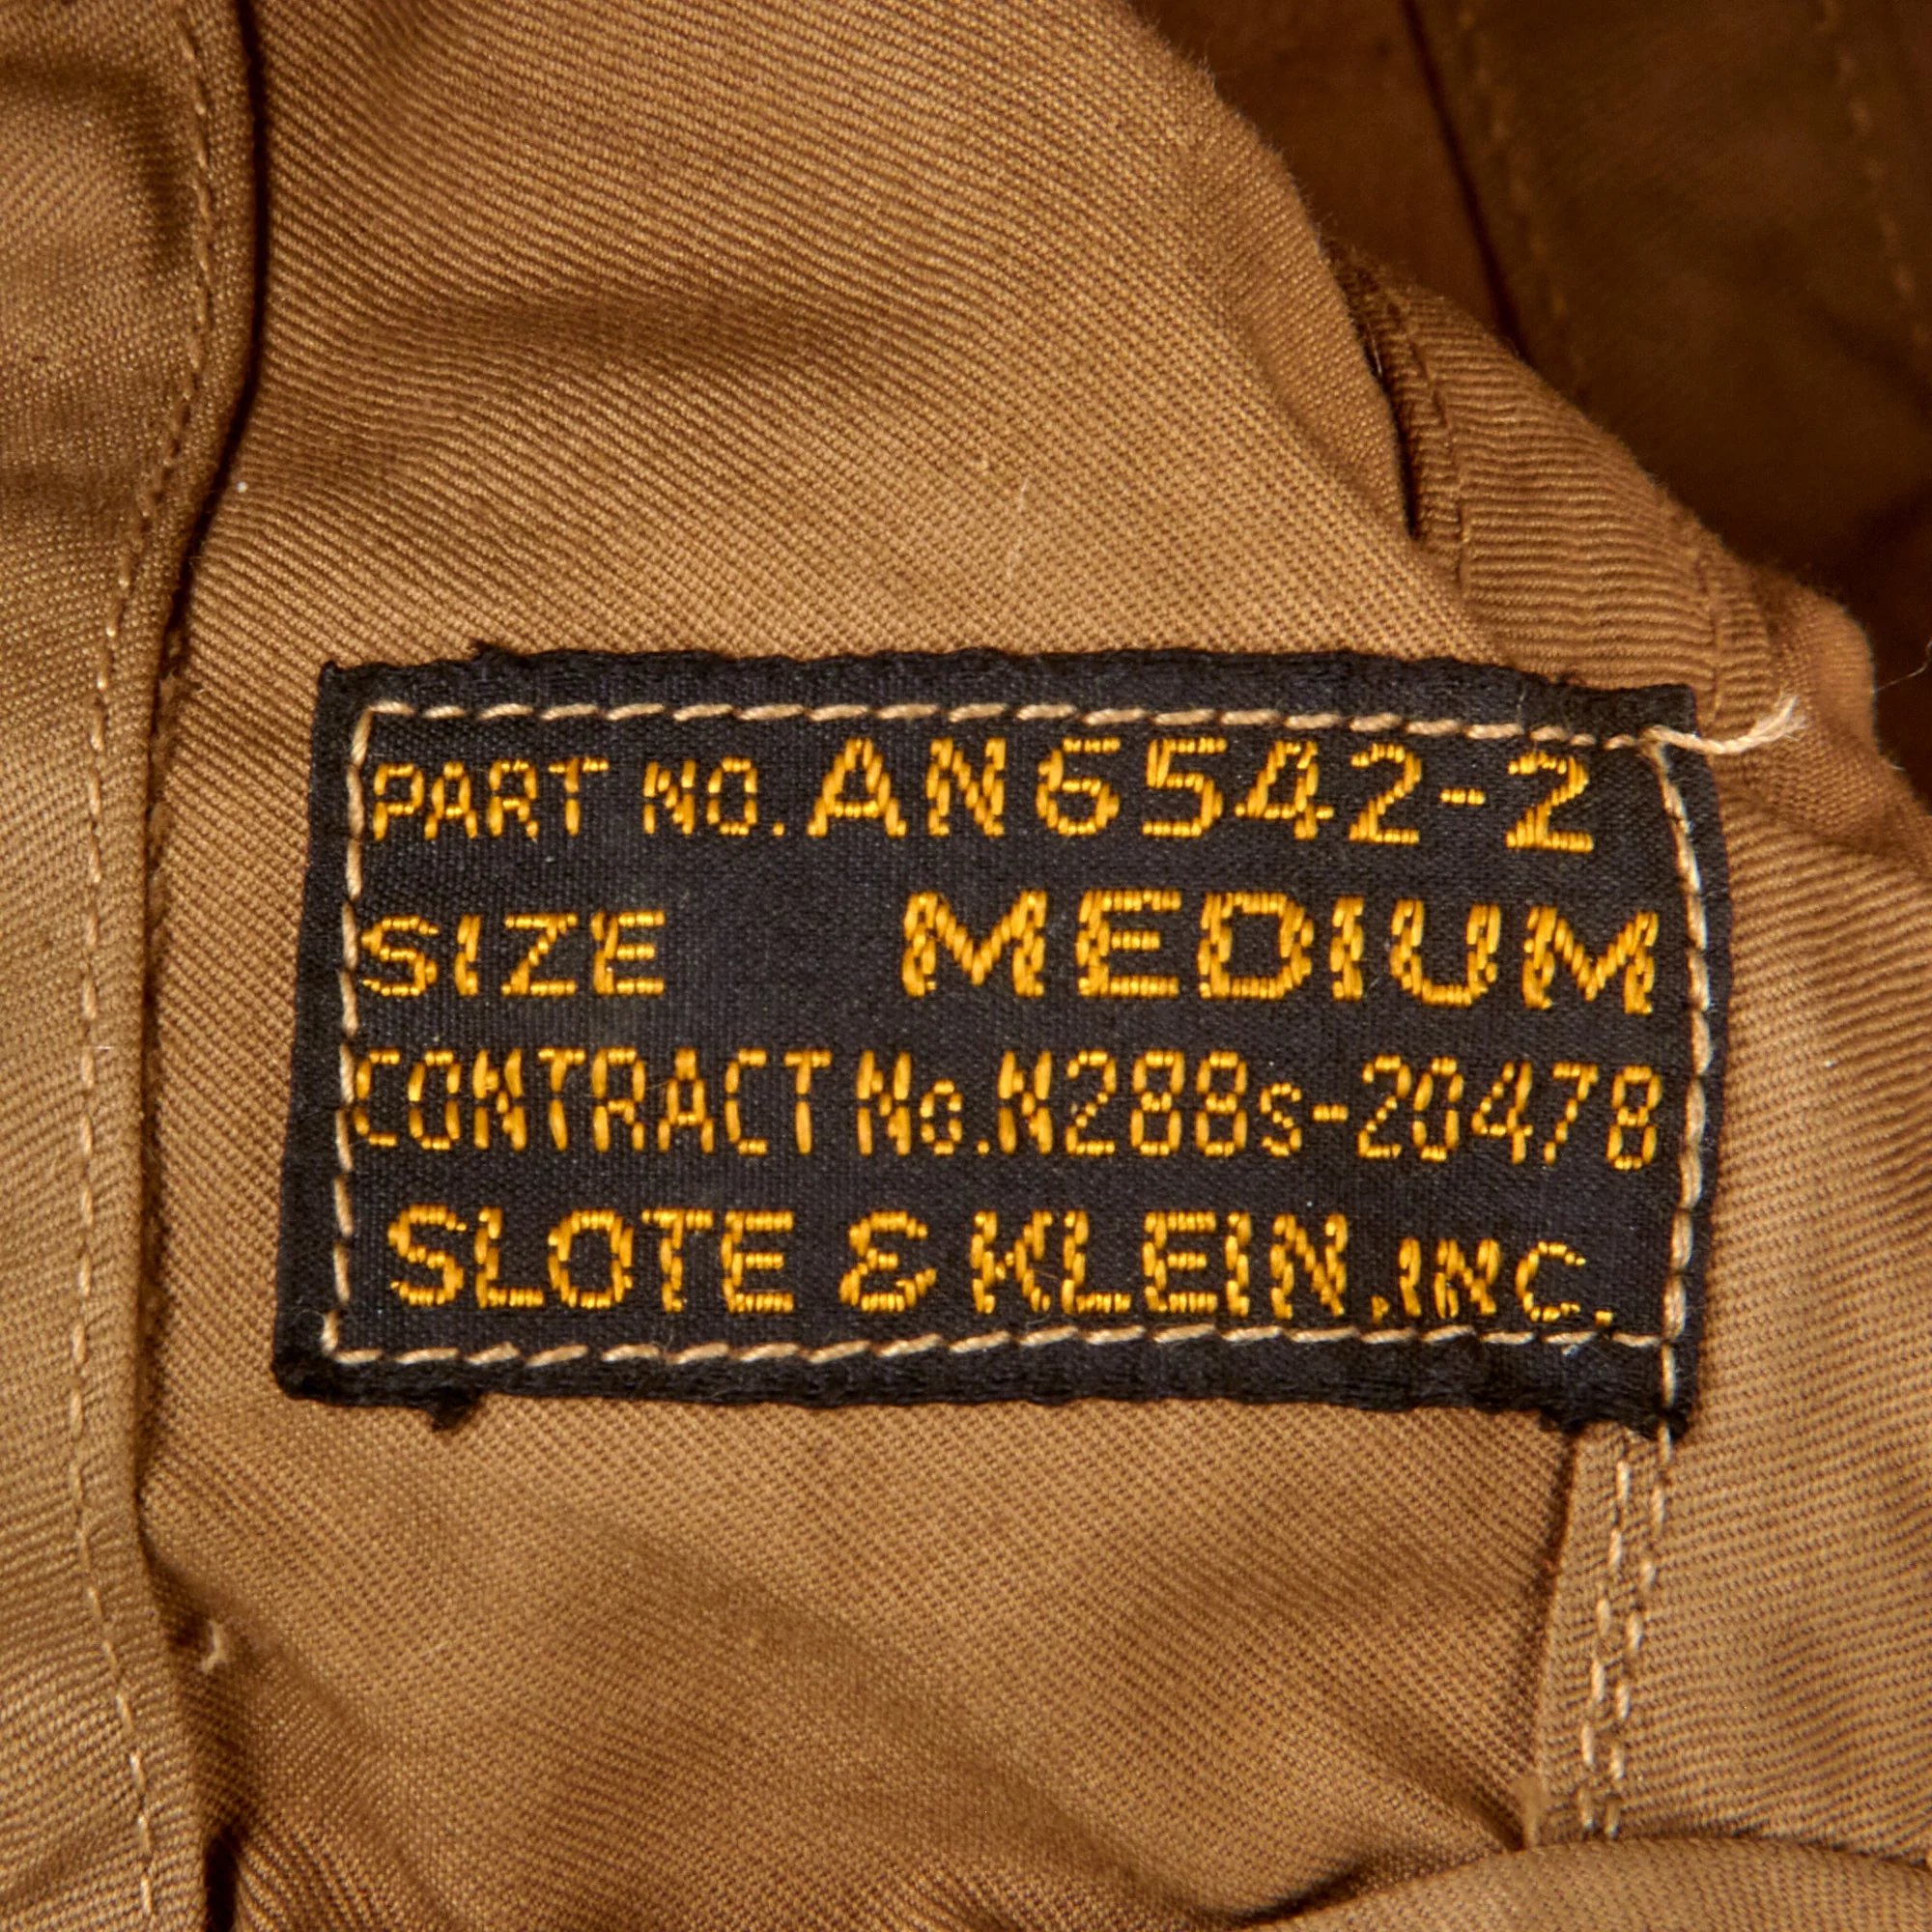 PART NO. AN6542-2
SIZE MEDIUM
CONTRACT No. N288s-20478
SLOTE & KLEIN, INC.